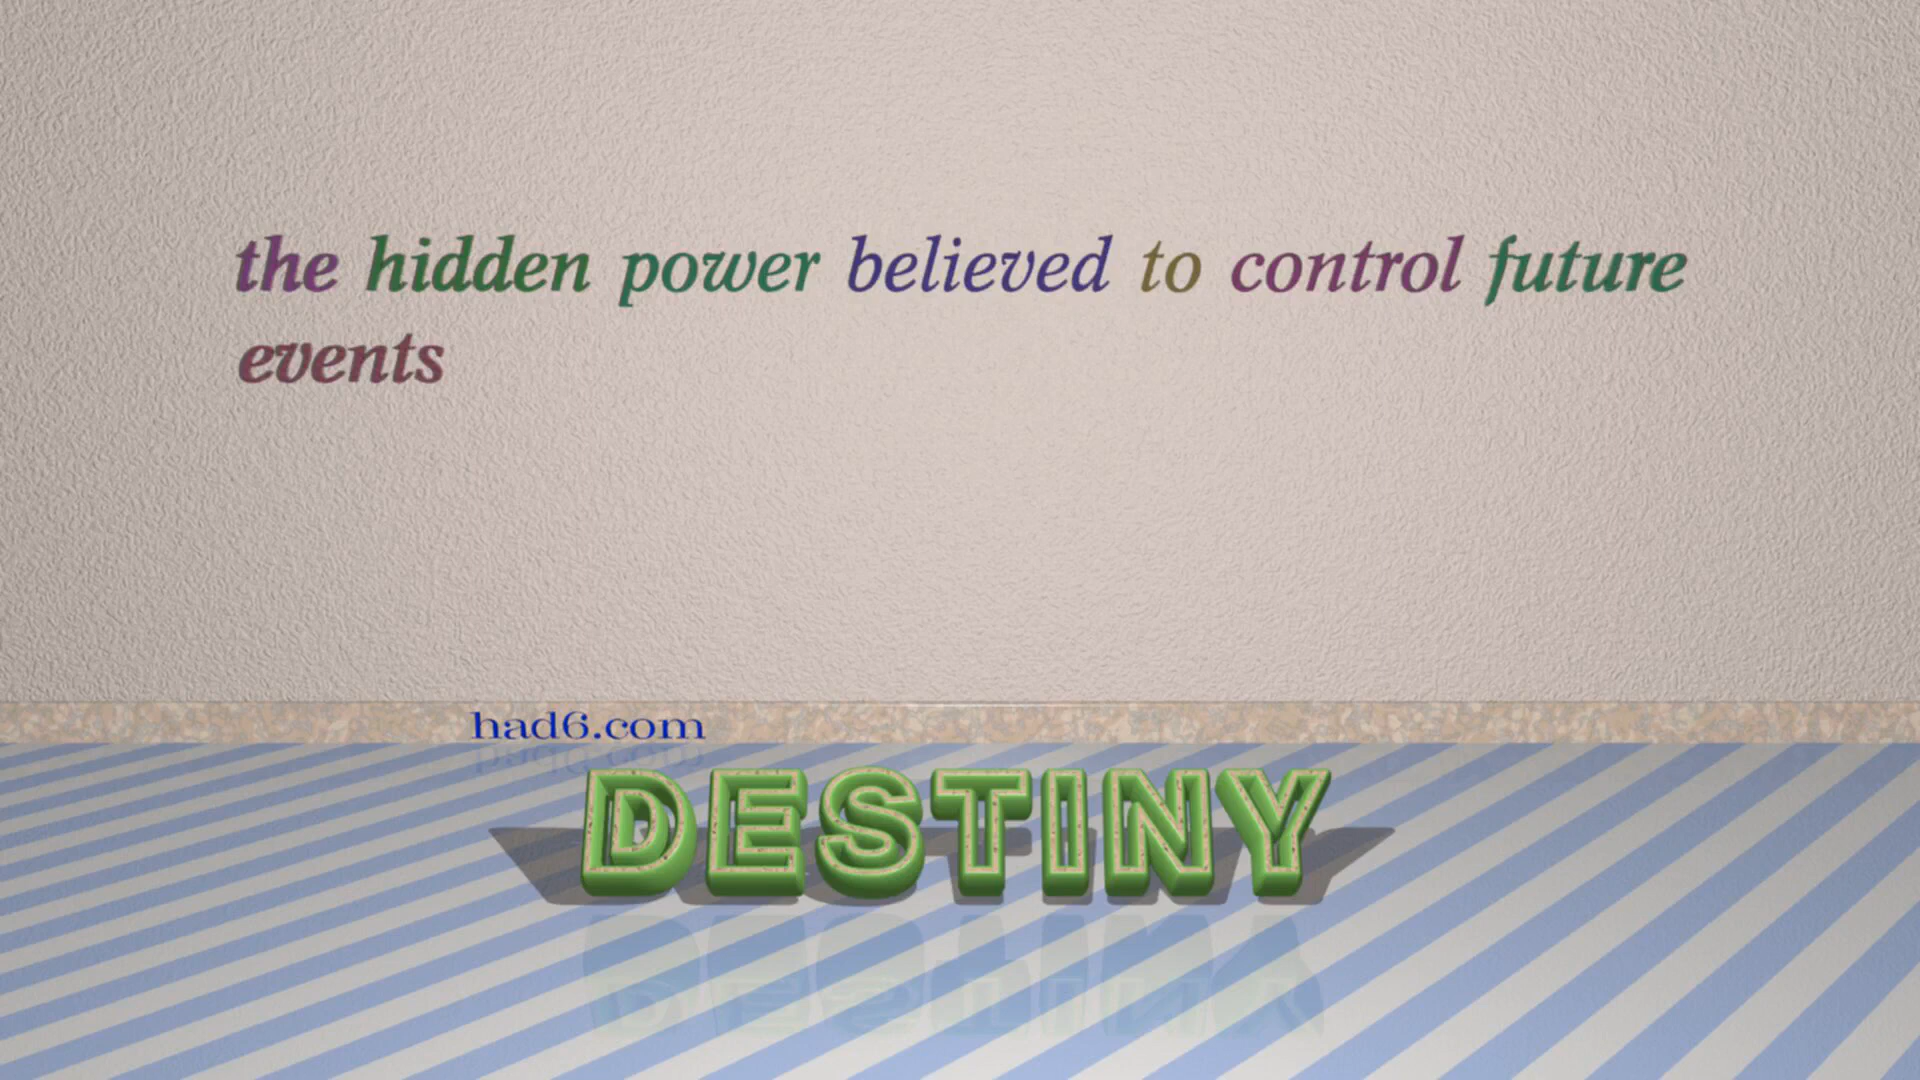 the hidden power believed to control future
events
had6.com
DESTINY